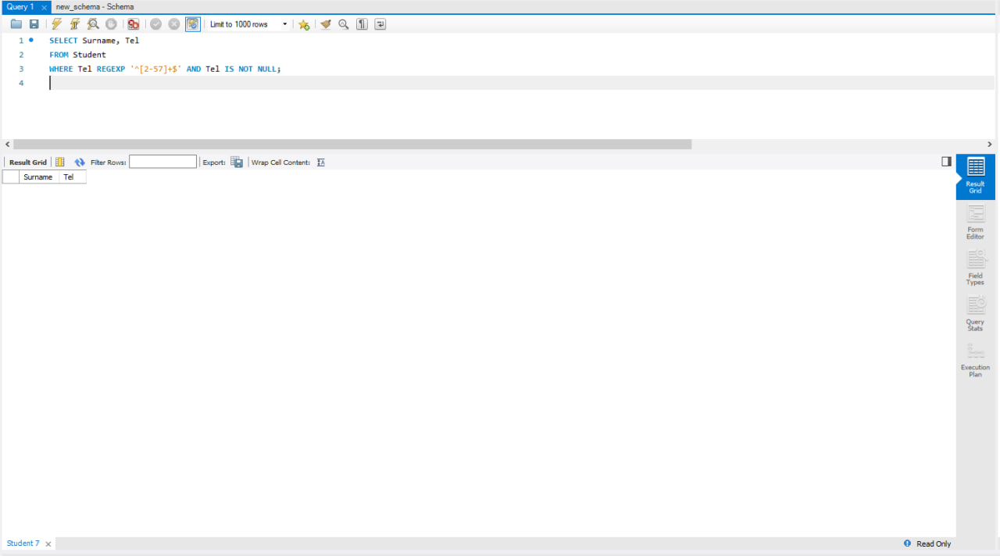 Query 1 × new_schema - Schema
Limit to 1000 rows
1 SELECT Surname, Tel
2 FROM Student
3 WHERE Tel REGEXP '^[2-57]+$' AND Tel IS NOT NULL;
4
Result Grid Filter Rows: Export: Wrap Cell Content:
Surname Tel
Result
Grid
Form
Editor
Field
Types
Query
Stats
Execution
Plan
Student 7 × Read Only